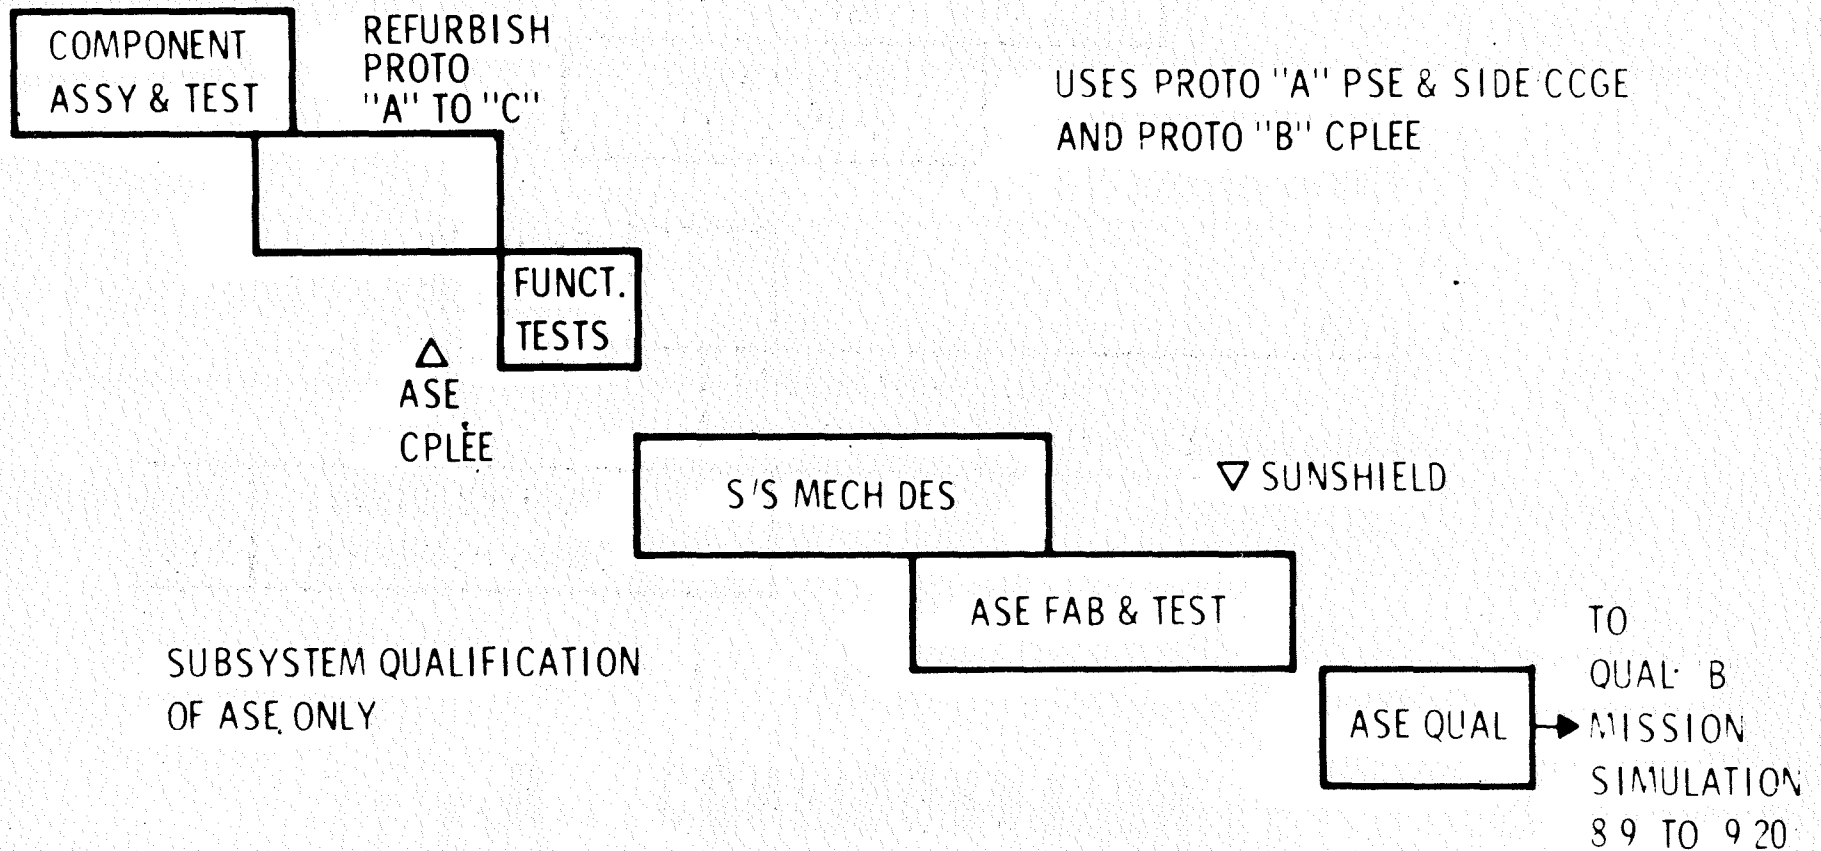 COMPONENT
ASSY & TEST
REFURBISH
PROTO
"A" TO "C"
USES PROTO "A" PSE & SIDE CCGE
AND PROTO "B" CPLEE
FUNCT.
TESTS
ASE
CPLEE
S'S MECH DES
SUNSHIELD
ASE FAB & TEST
SUBSYSTEM QUALIFICATION
OF ASE ONLY
ASE QUAL
TO
QUAL B
MISSION
SIMULATION
8 9 TO 9 20